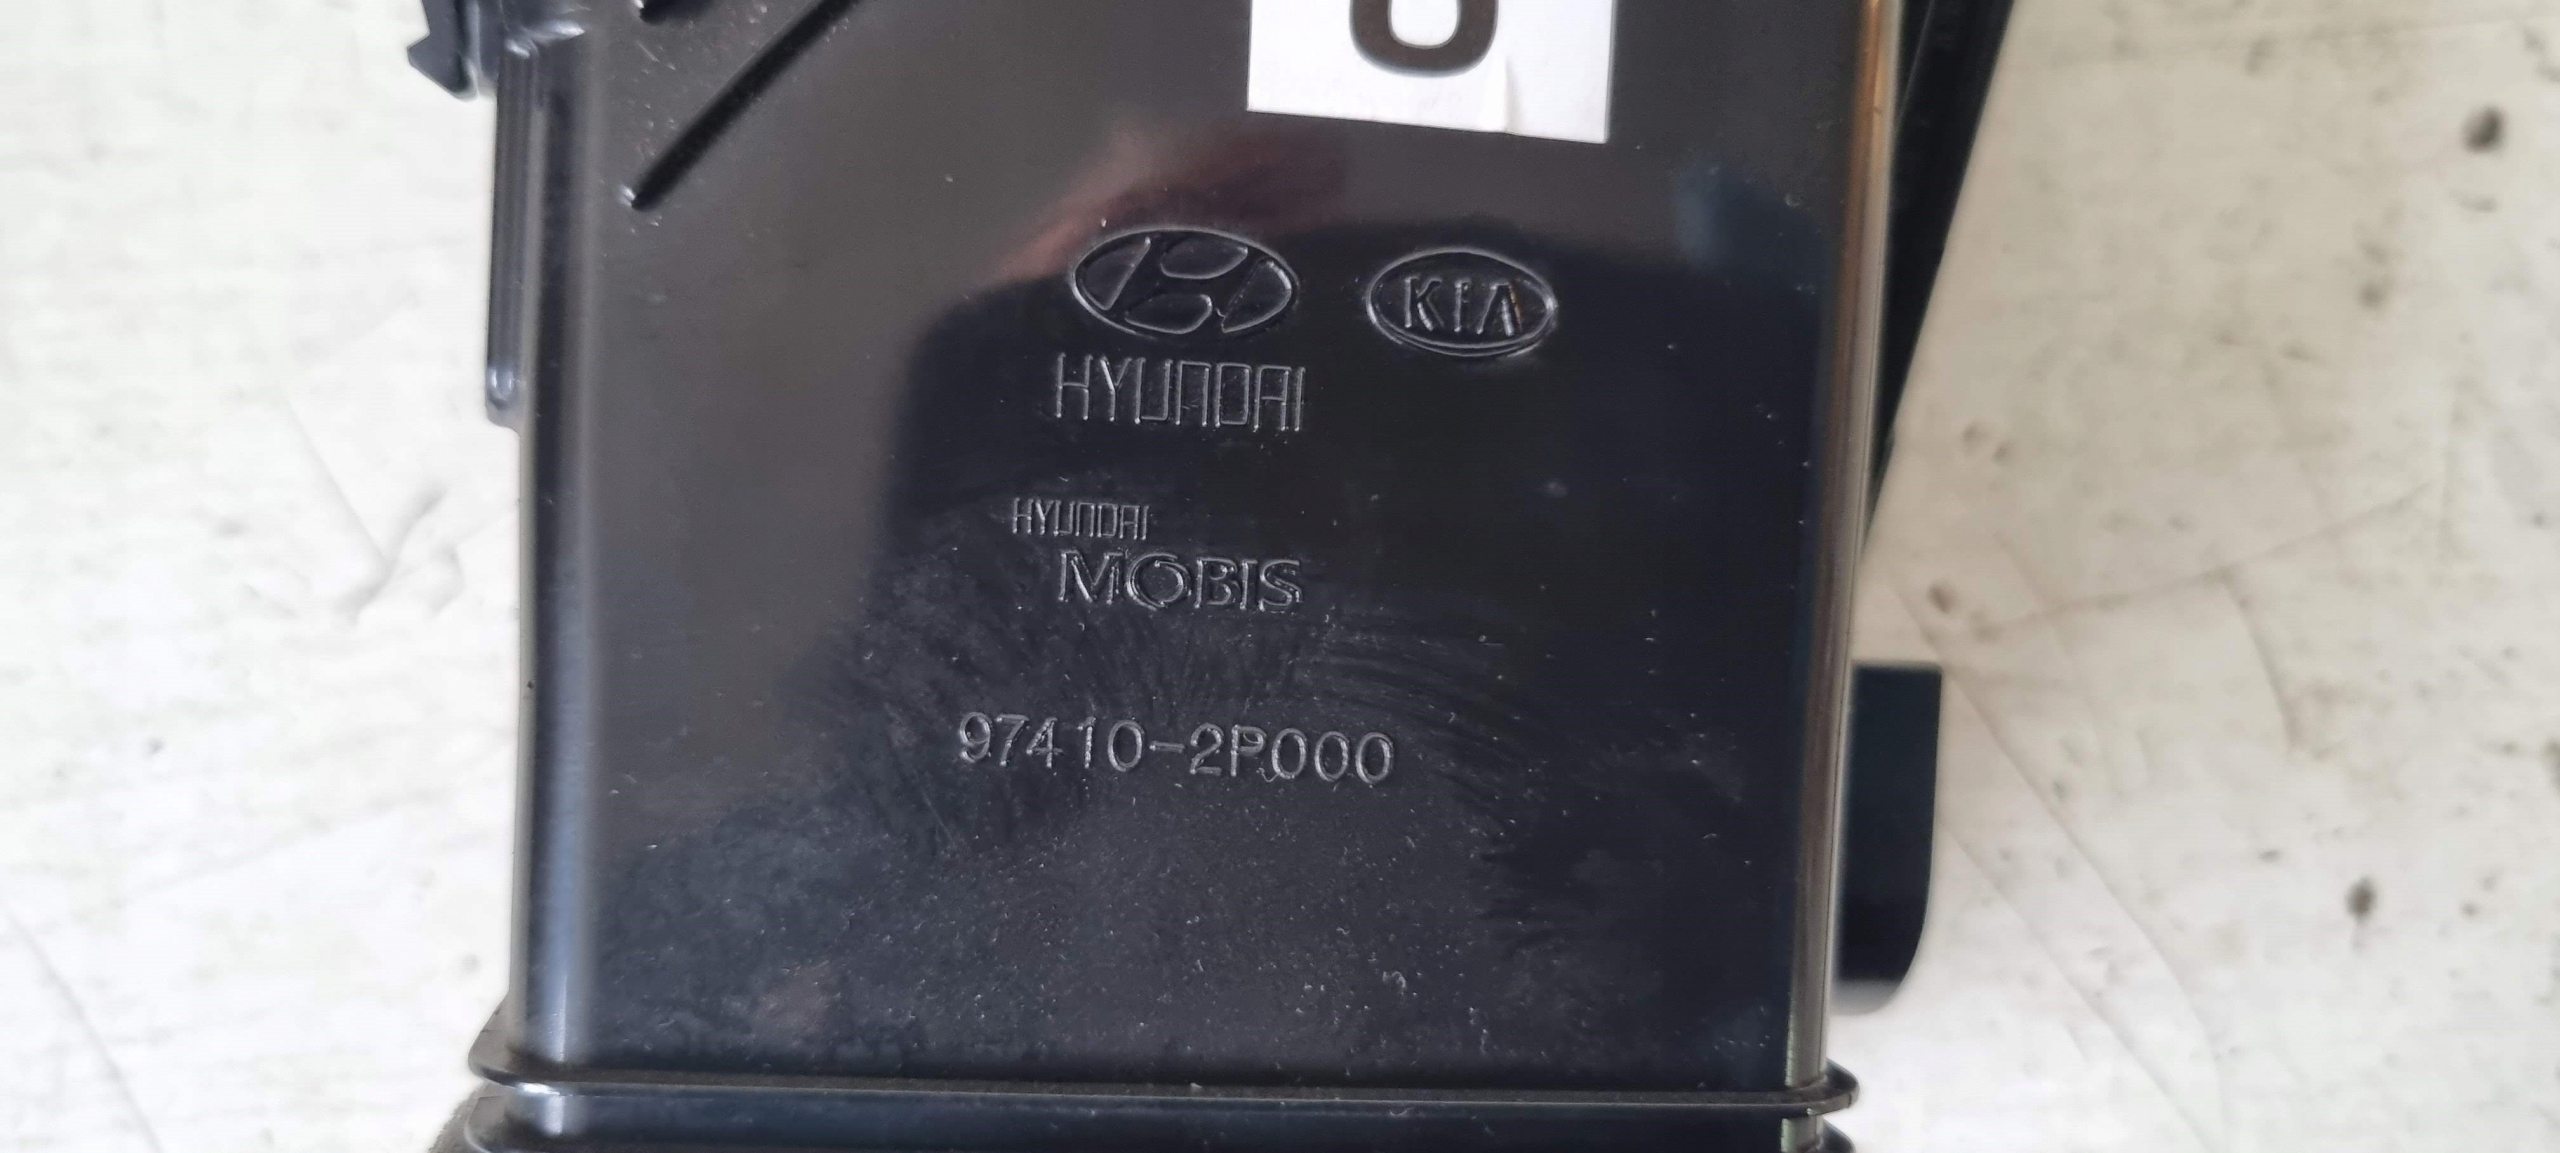 KIA
HYUNDAI
HYUNDAI
MOBIS
97410-2P000